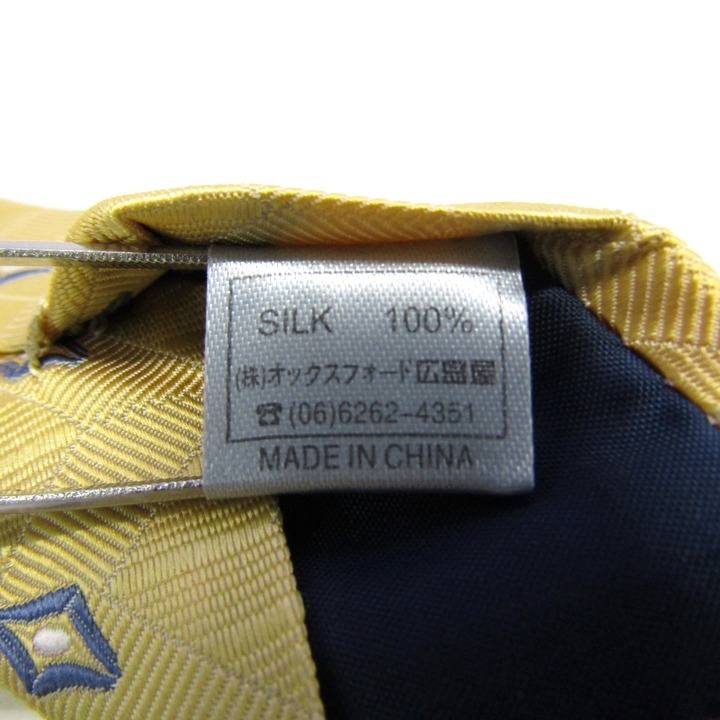 SILK 100%
(株)オックスフォード広盛屋
☎(06)6262-4351
MADE IN CHINA